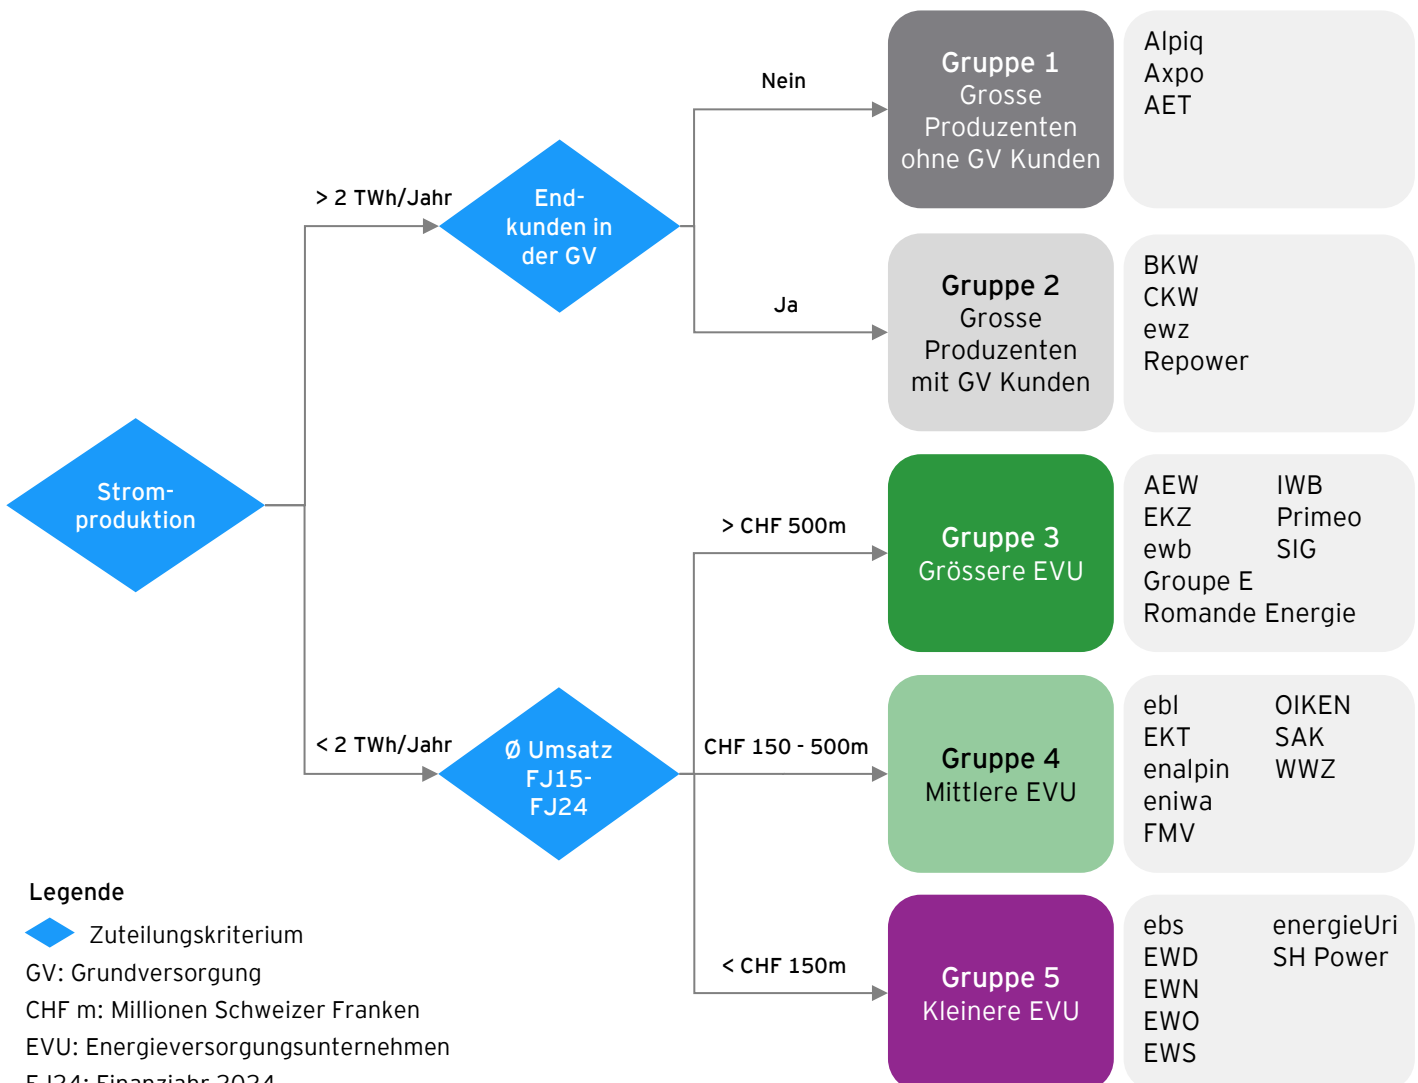 Strom-
produktion
> 2 TWh/Jahr
< 2 TWh/Jahr
End-
kunden in
der GV
Nein
Ja
Ø Umsatz
FJ15-
FJ24
> CHF 500m
CHF 150 - 500m
< CHF 150m
Gruppe 1
Grosse
Produzenten
ohne GV Kunden
Alpiq
Axpo
AET
Gruppe 2
Grosse
Produzenten
mit GV Kunden
BKW
CKW
ewz
Repower
Gruppe 3
Grössere EVU
AEW IWB
EKZ Primeo
ewb SIG
Groupe E
Romande Energie
Gruppe 4
Mittlere EVU
ebl OIKEN
EKT SAK
enalpin WWZ
eniwa
FMV
Gruppe 5
Kleinere EVU
ebs energieUri
EWD SH Power
EWN
EWO
EWS
Legende
Zuteilungskriterium
GV: Grundversorgung
CHF m: Millionen Schweizer Franken
EVU: Energieversorgungsunternehmen
FJ24: Finanzjahr 2024